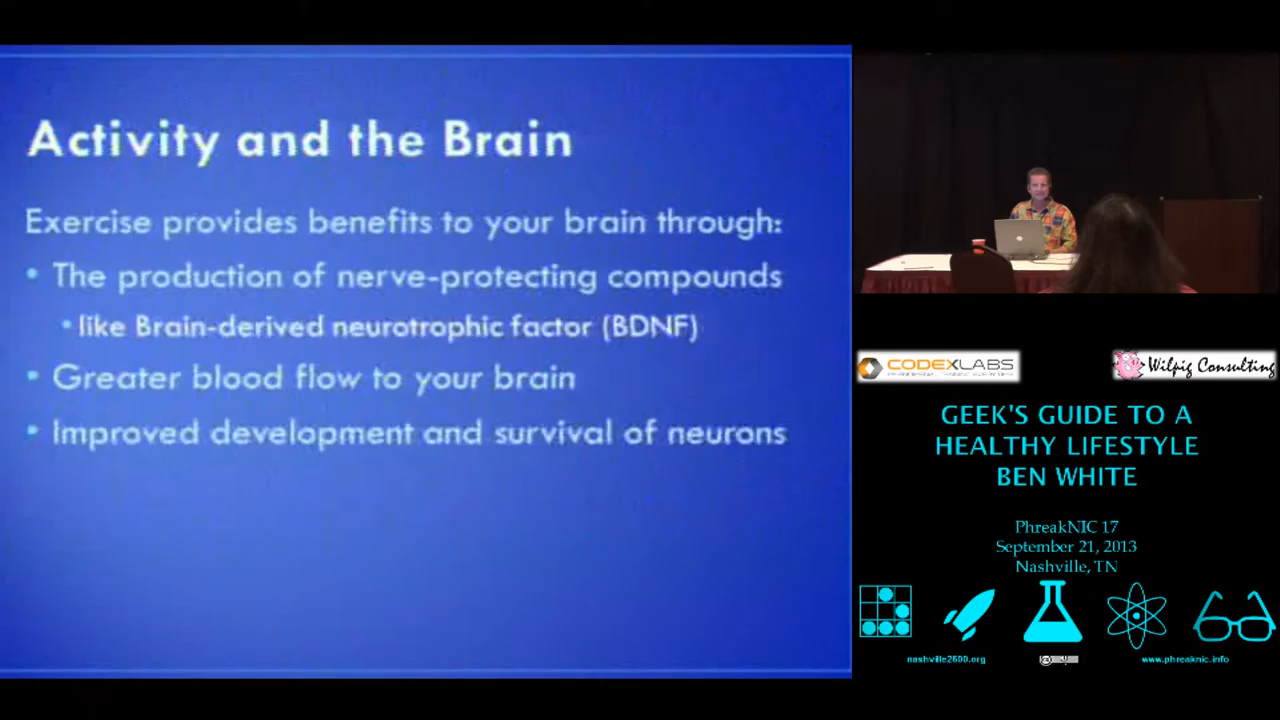 Activity and the Brain
Exercise provides benefits to your brain through:
• The production of nerve-protecting compounds
• like Brain-derived neurotrophic factor (BDNF)
• Greater blood flow to your brain
• Improved development and survival of neurons
CODEXLABS
Wilpig Consulting
GEEK'S GUIDE TO A
HEALTHY LIFESTYLE
BEN WHITE
PhreakNIC 17
September 21, 2013
Nashville, TN
nashville2600.org
www.phreaknic.info